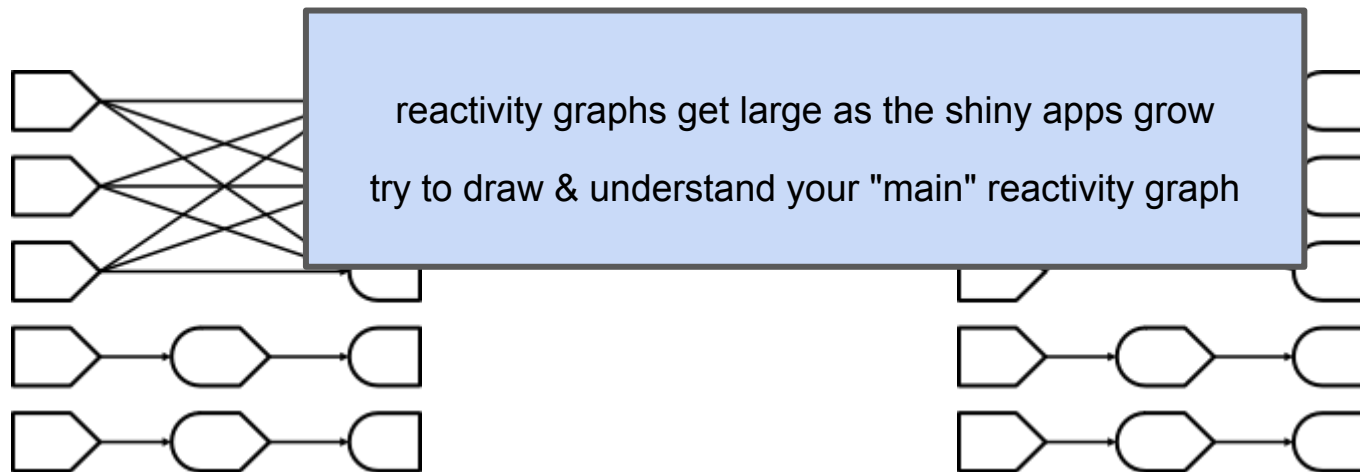 reactivity graphs get large as the shiny apps grow
try to draw & understand your "main" reactivity graph